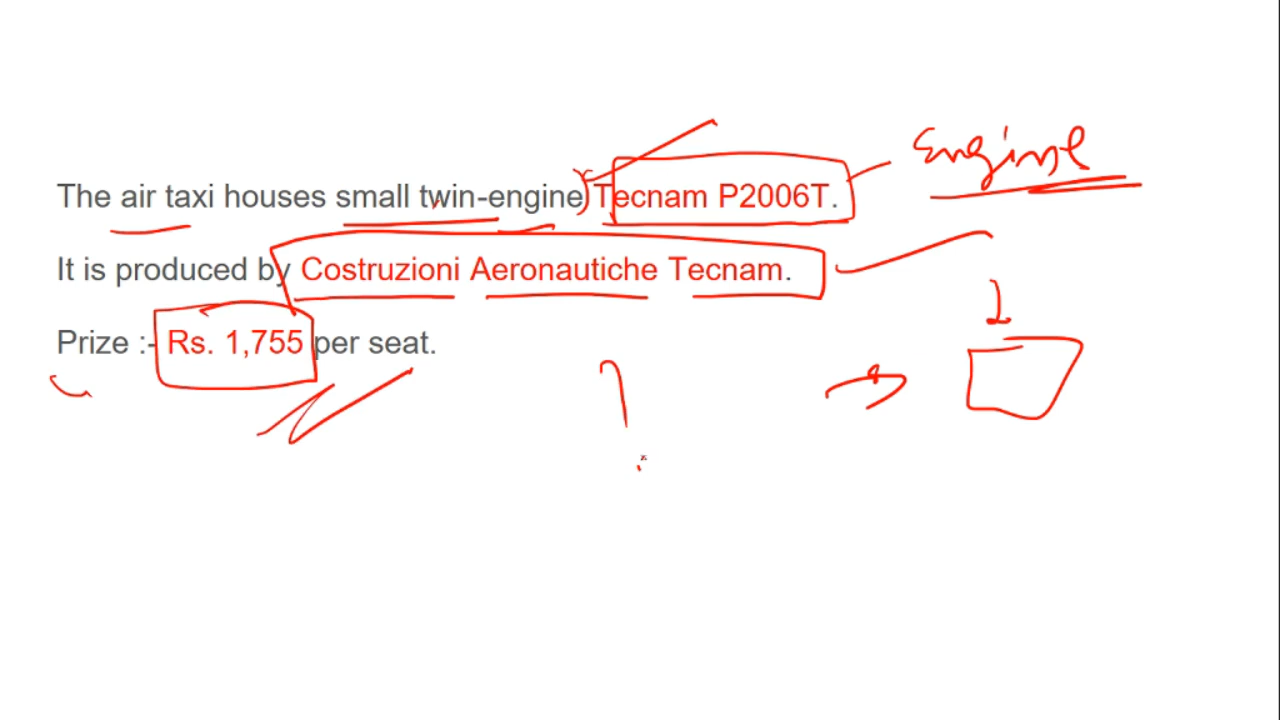 Engine
The air taxi houses small twin-engine) Tecnam P2006T.
It is produced by Costruzioni Aeronautiche Tecnam.
Prize :- Rs. 1,755 per seat.